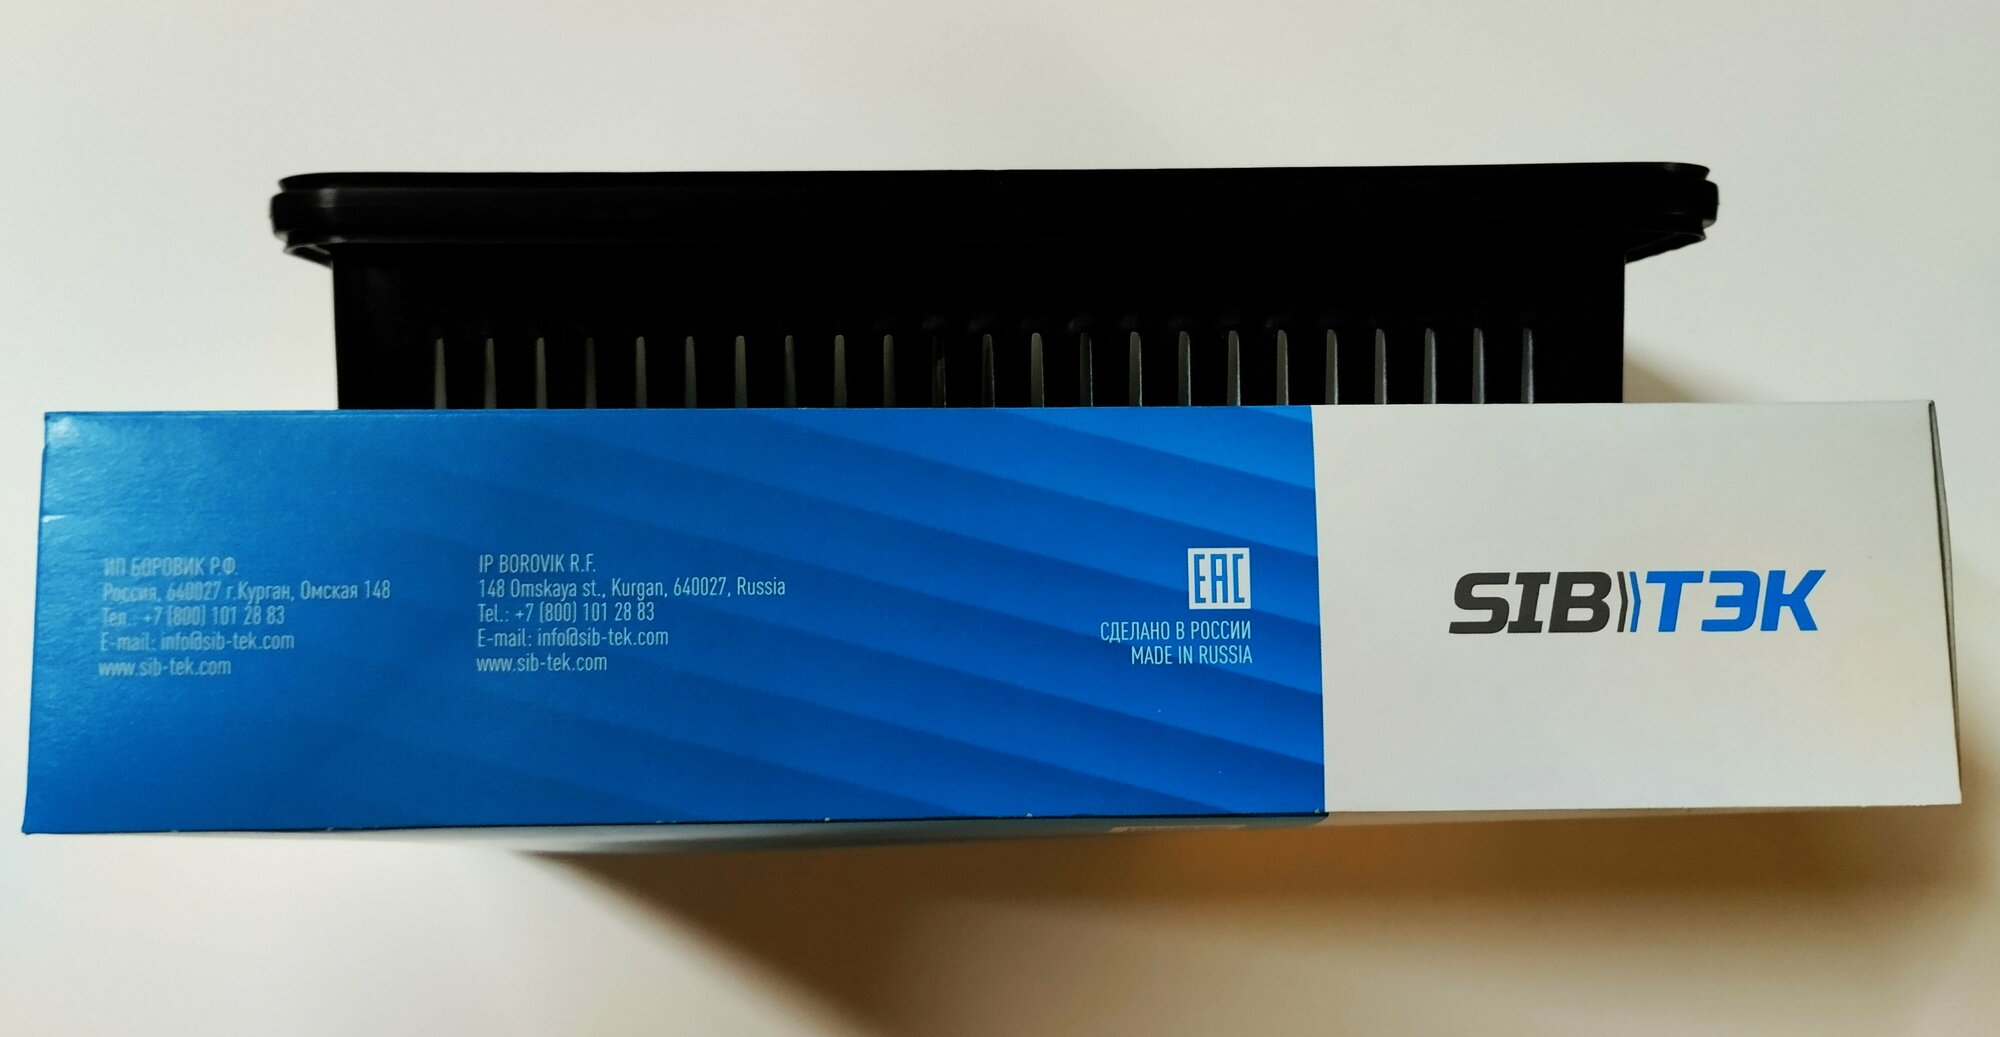 ИП БОРОВИК Р.Ф.
Россия, 640027 г.Курган, Омская 148
Тел.: +7 (800) 101 28 83
E-mail: info@sib-tek.com
www.sib-tek.com
IP BOROVIK R.F.
148 Omskaya st., Kurgan, 640027, Russia
Tel.: +7 (800) 101 28 83
E-mail: info@sib-tek.com
www.sib-tek.com
EAC
СДЕЛАНО В РОССИИ
MADE IN RUSSIA
SIB ТЭК